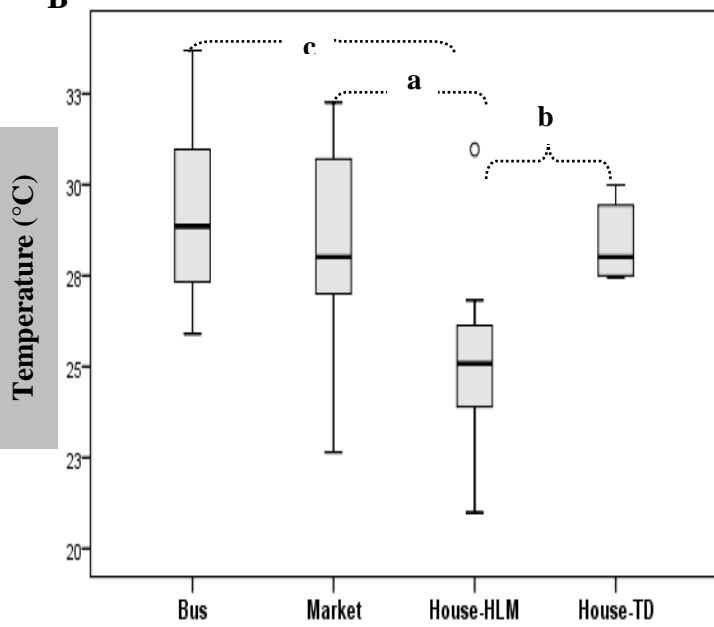 B
c
a
b
33
30
28
25
23
20
Temperature (°C)
Bus Market House-HLM House-TD